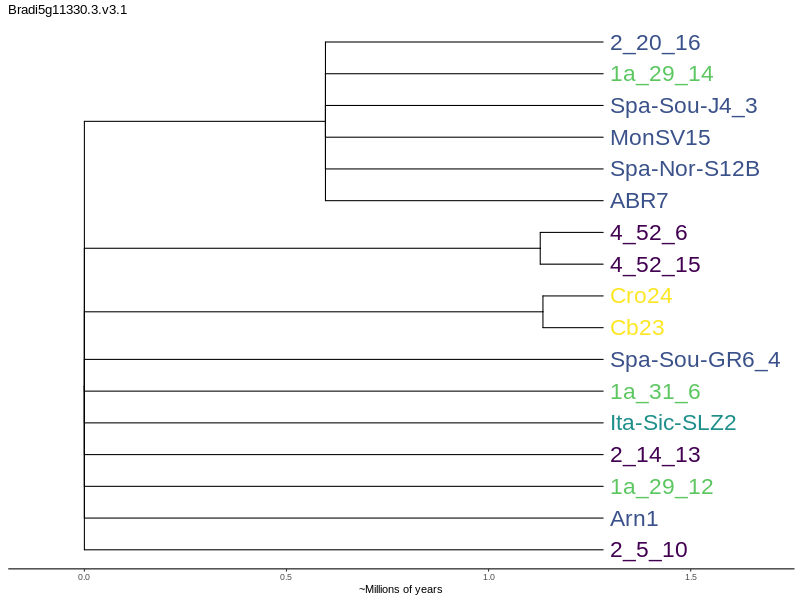 Bradi5g11330.3.v3.1
2_20_16
1a_29_14
Spa-Sou-J4_3
MonSV15
Spa-Nor-S12B
ABR7
4_52_6
4_52_15
Cro24
Cb23
Spa-Sou-GR6_4
1a_31_6
Ita-Sic-SLZ2
2_14_13
1a_29_12
Arn1
2_5_10
0.0 0.5 1.0 1.5
~Millions of years